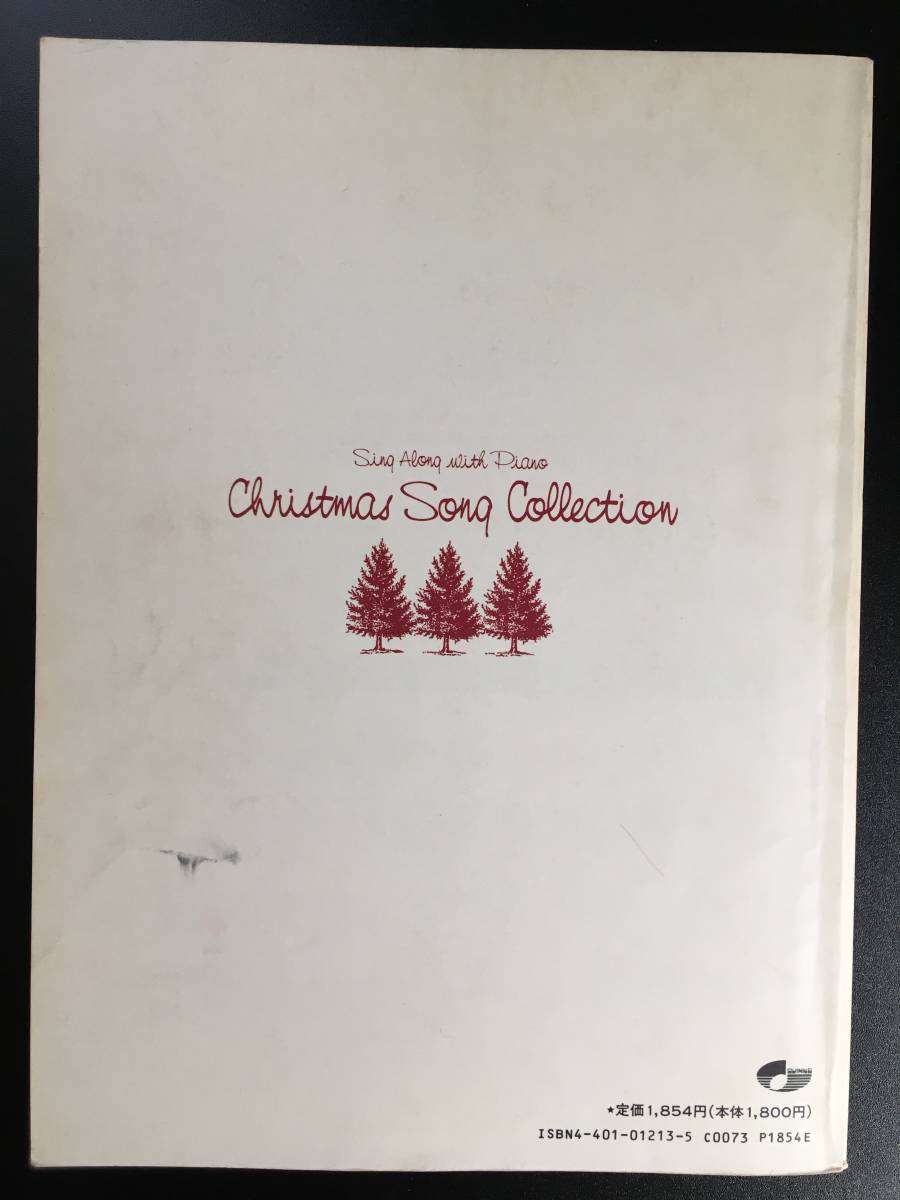 Sing Along with Piano
Christmas Song Collection
★定価1,854円(本体1,800円)
ISBN4-401-01213-5 C0073 P1854E